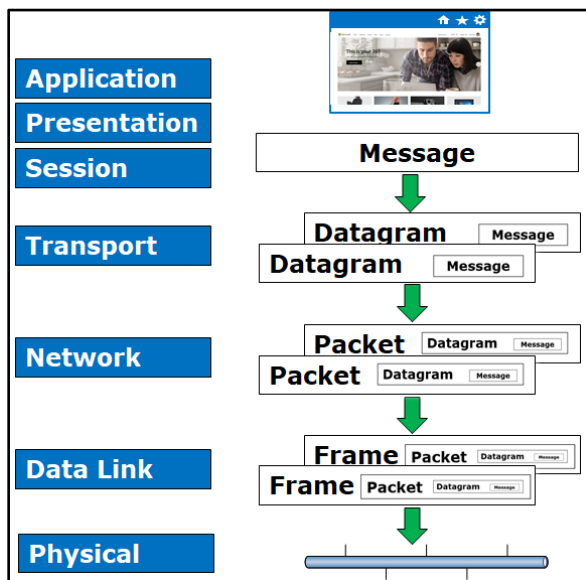 Application
Presentation
Session
Message
Transport
Datagram Message
Datagram Message
Network
Packet Datagram Message
Packet Datagram Message
Data Link
Frame Packet Datagram Message
Frame Packet Datagram Message
Physical